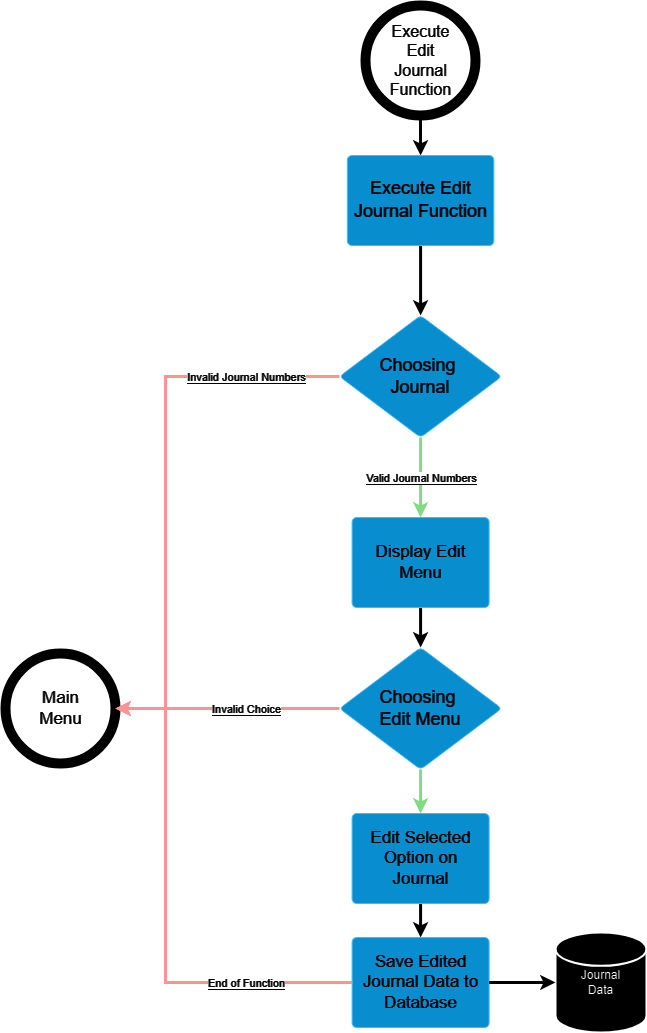 Execute
Edit
Journal
Function
Execute Edit
Journal Function
Choosing
Journal
Invalid Journal Numbers
Valid Journal Numbers
Display Edit
Menu
Main
Menu
Invalid Choice
Choosing
Edit Menu
Edit Selected
Option on
Journal
Save Edited
Journal Data to
Database
End of Function
Journal
Data